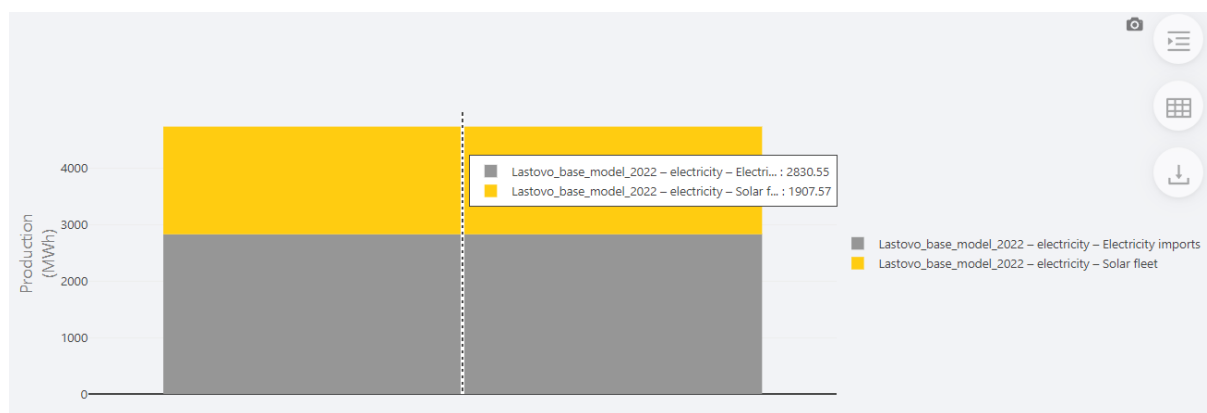 4000
3000
2000
1000
0
Production
(MWh)
Lastovo_base_model_2022 – electricity – Electri... : 2830.55
Lastovo_base_model_2022 – electricity – Solar f... : 1907.57
Lastovo_base_model_2022 – electricity – Electricity imports
Lastovo_base_model_2022 – electricity – Solar fleet